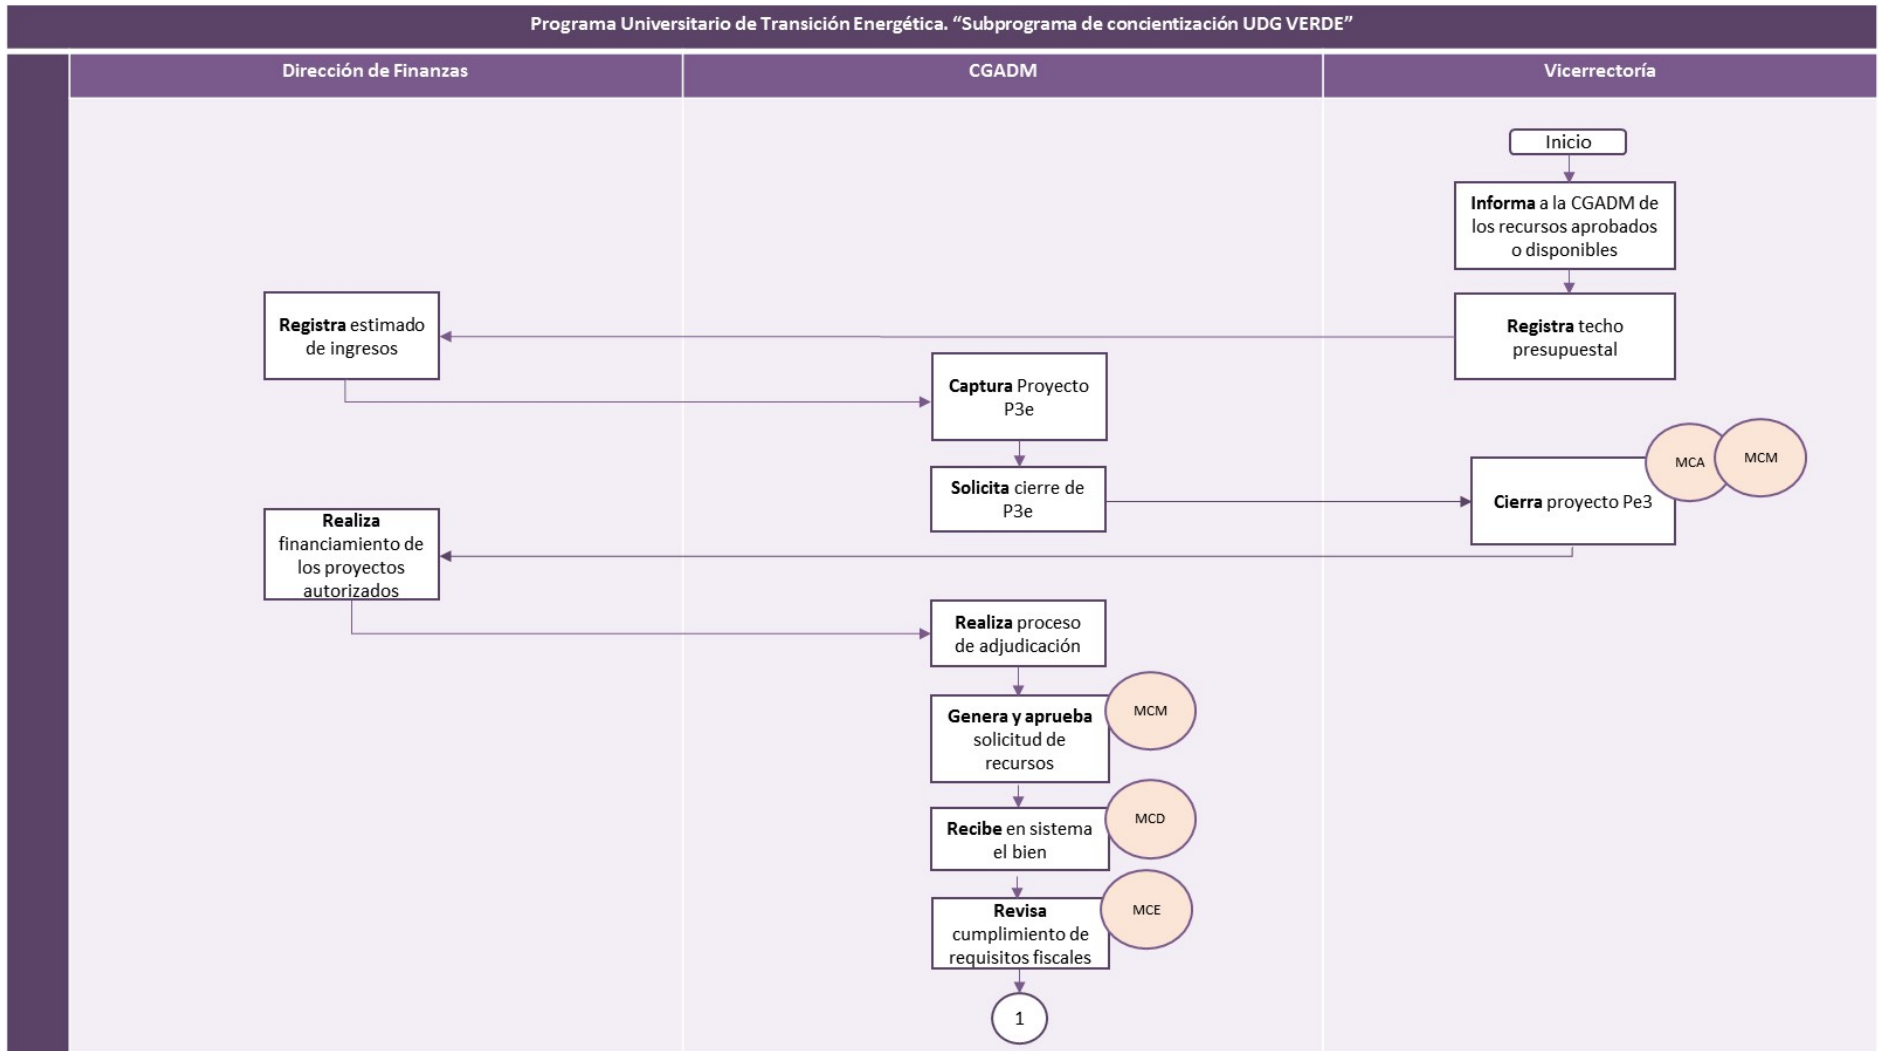 Programa Universitario de Transición Energética. “Subprograma de concientización UDG VERDE”
Dirección de Finanzas
CGADM
Vicerrectoría
Inicio
Informa a la CGADM de
los recursos aprobados
o disponibles
Registra techo
presupuestal
Registra estimado
de ingresos
Captura Proyecto
P3e
Solicita cierre de
P3e
MCA
MCM
Cierra proyecto Pe3
Realiza
financiamiento de
los proyectos
autorizados
Realiza proceso
de adjudicación
Genera y aprueba
solicitud de
recursos
MCM
Recibe en sistema
el bien
MCD
Revisa
cumplimiento de
requisitos fiscales
MCE
1